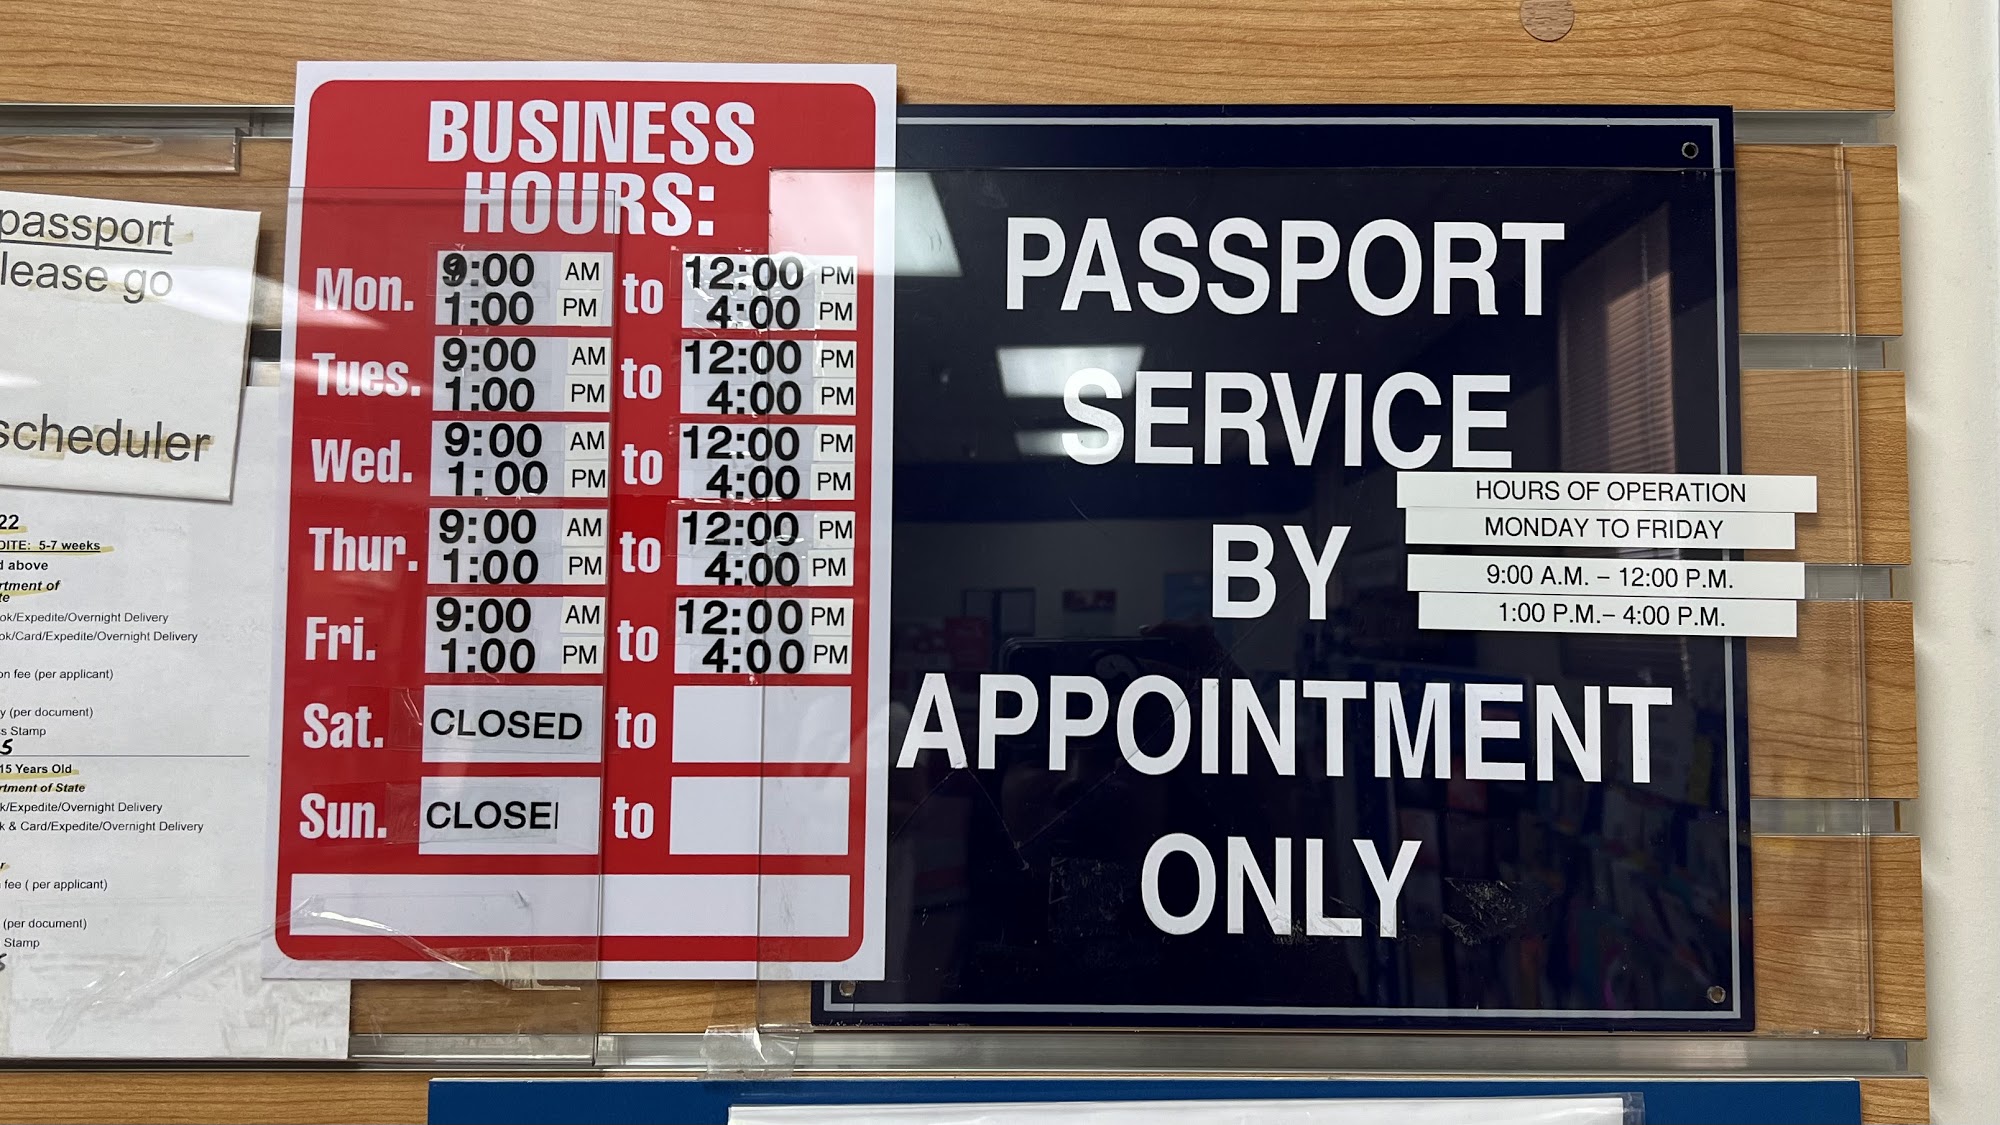 passport
lease go
scheduler
22
DITE: 5-7 weeks
d above
rtment of
te
ok/Expedite/Overnight Delivery
ok/Card/Expedite/Overnight Delivery
on fee (per applicant)
y (per document)
s Stamp
15 Years Old
rtment of State
k/Expedite/Overnight Delivery
k & Card/Expedite/Overnight Delivery
r
fee ( per applicant)
(per document)
Stamp
BUSINESS
HOURS:
Mon. 9:00 AM to 12:00 PM
1:00 PM 4:00 PM
Tues. 9:00 AM to 12:00 PM
1:00 PM 4:00 PM
Wed. 9:00 AM to 12:00 PM
1:00 PM 4:00 PM
Thur. 9:00 AM to 12:00 PM
1:00 PM 4:00 PM
Fri. 9:00 AM to 12:00 PM
1:00 PM 4:00 PM
Sat. CLOSED to
Sun. CLOSE to
PASSPORT
SERVICE
BY
APPOINTMENT
ONLY
HOURS OF OPERATION
MONDAY TO FRIDAY
9:00 A.M. – 12:00 P.M.
1:00 P.M.– 4:00 P.M.